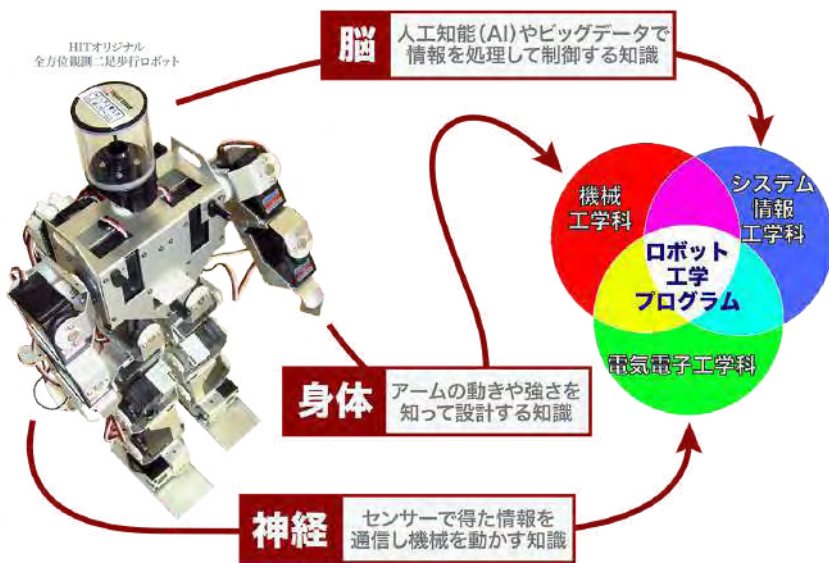 HITオリジナル
全方位観測二足歩行ロボット
脳
人工知能(AI)やビッグデータで
情報を処理して制御する知識
機械
工学科
システム
情報
工学科
ロボット
工学
プログラム
電気電子工学科
身体
アームの動きや強さを
知って設計する知識
神経
センサーで得た情報を
通信し機械を動かす知識